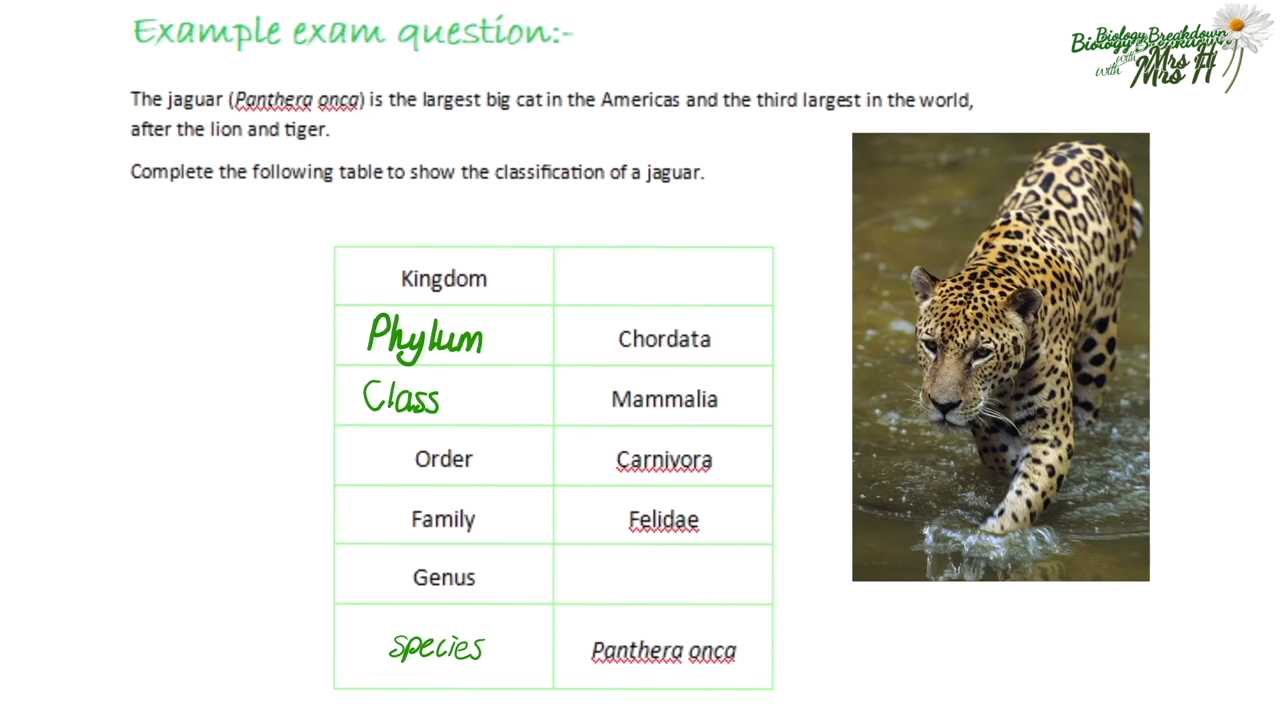 Example exam question:-
Biology Breakdown
with Mrs H
The jaguar (Panthera onca) is the largest big cat in the Americas and the third largest in the world,
after the lion and tiger.
Complete the following table to show the classification of a jaguar.
Kingdom
Phylum Chordata
Class Mammalia
Order Carnivora
Family Felidae
Genus
Species Panthera onca